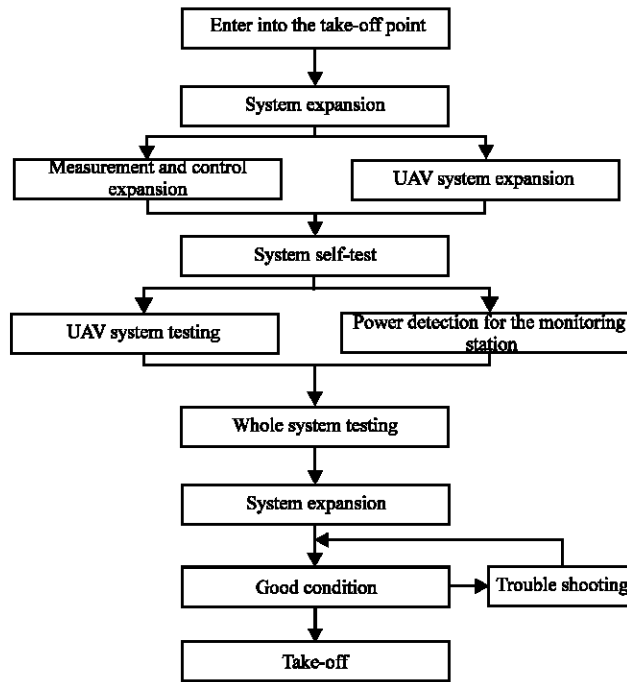 Enter into the take-off point
System expansion
Measurement and control
expansion
UAV system expansion
System self-test
UAV system testing
Power detection for the monitoring
station
Whole system testing
System expansion
Good condition
Trouble shooting
Take-off